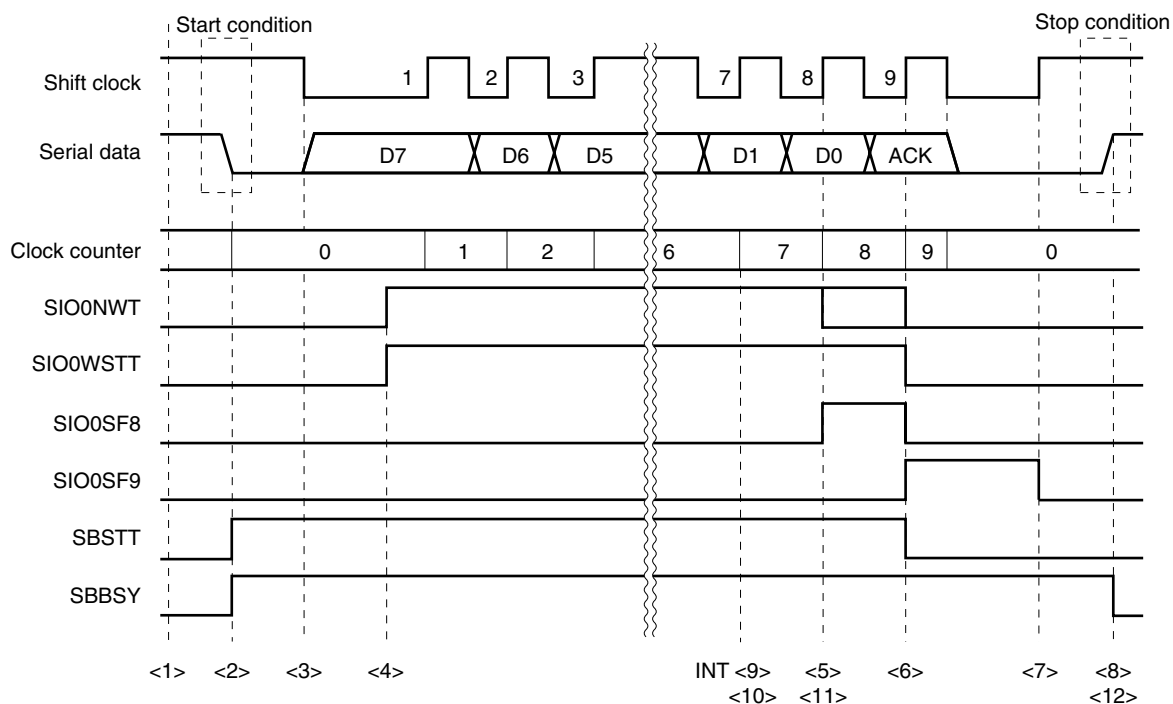 Start condition
Stop condition
Shift clock
1 2 3 7 8 9
Serial data
D7 D6 D5 D1 D0 ACK
Clock counter
0 1 2 6 7 8 9 0
SIO0NWT
SIO0WSTT
SIO0SF8
SIO0SF9
SBSTT
SBBSY
<1> <2> <3> <4> INT <9> <5> <6> <7> <8>
<10> <11> <12>